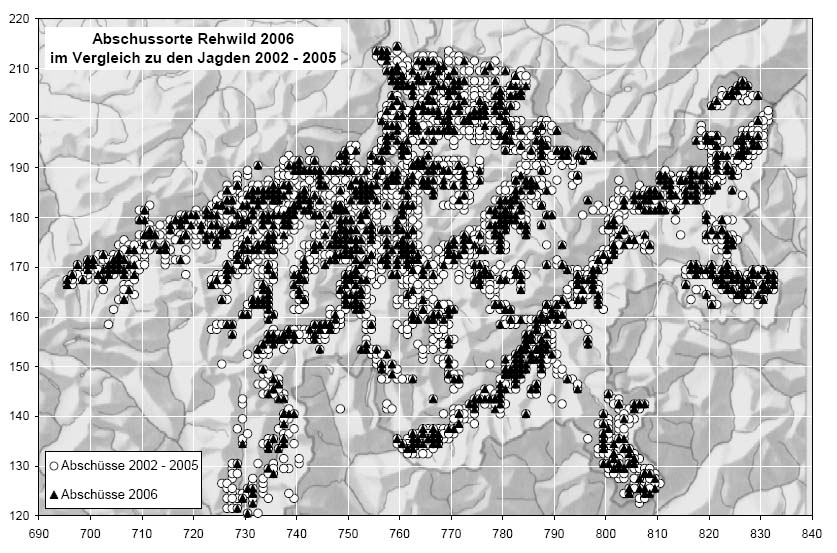 Abschussorte Rehwild 2006
im Vergleich zu den Jagden 2002 - 2005
220
210
200
190
180
170
160
150
140
130
120
Abschüsse 2002 - 2005
Abschüsse 2006
690 700 710 720 730 740 750 760 770 780 790 800 810 820 830 840